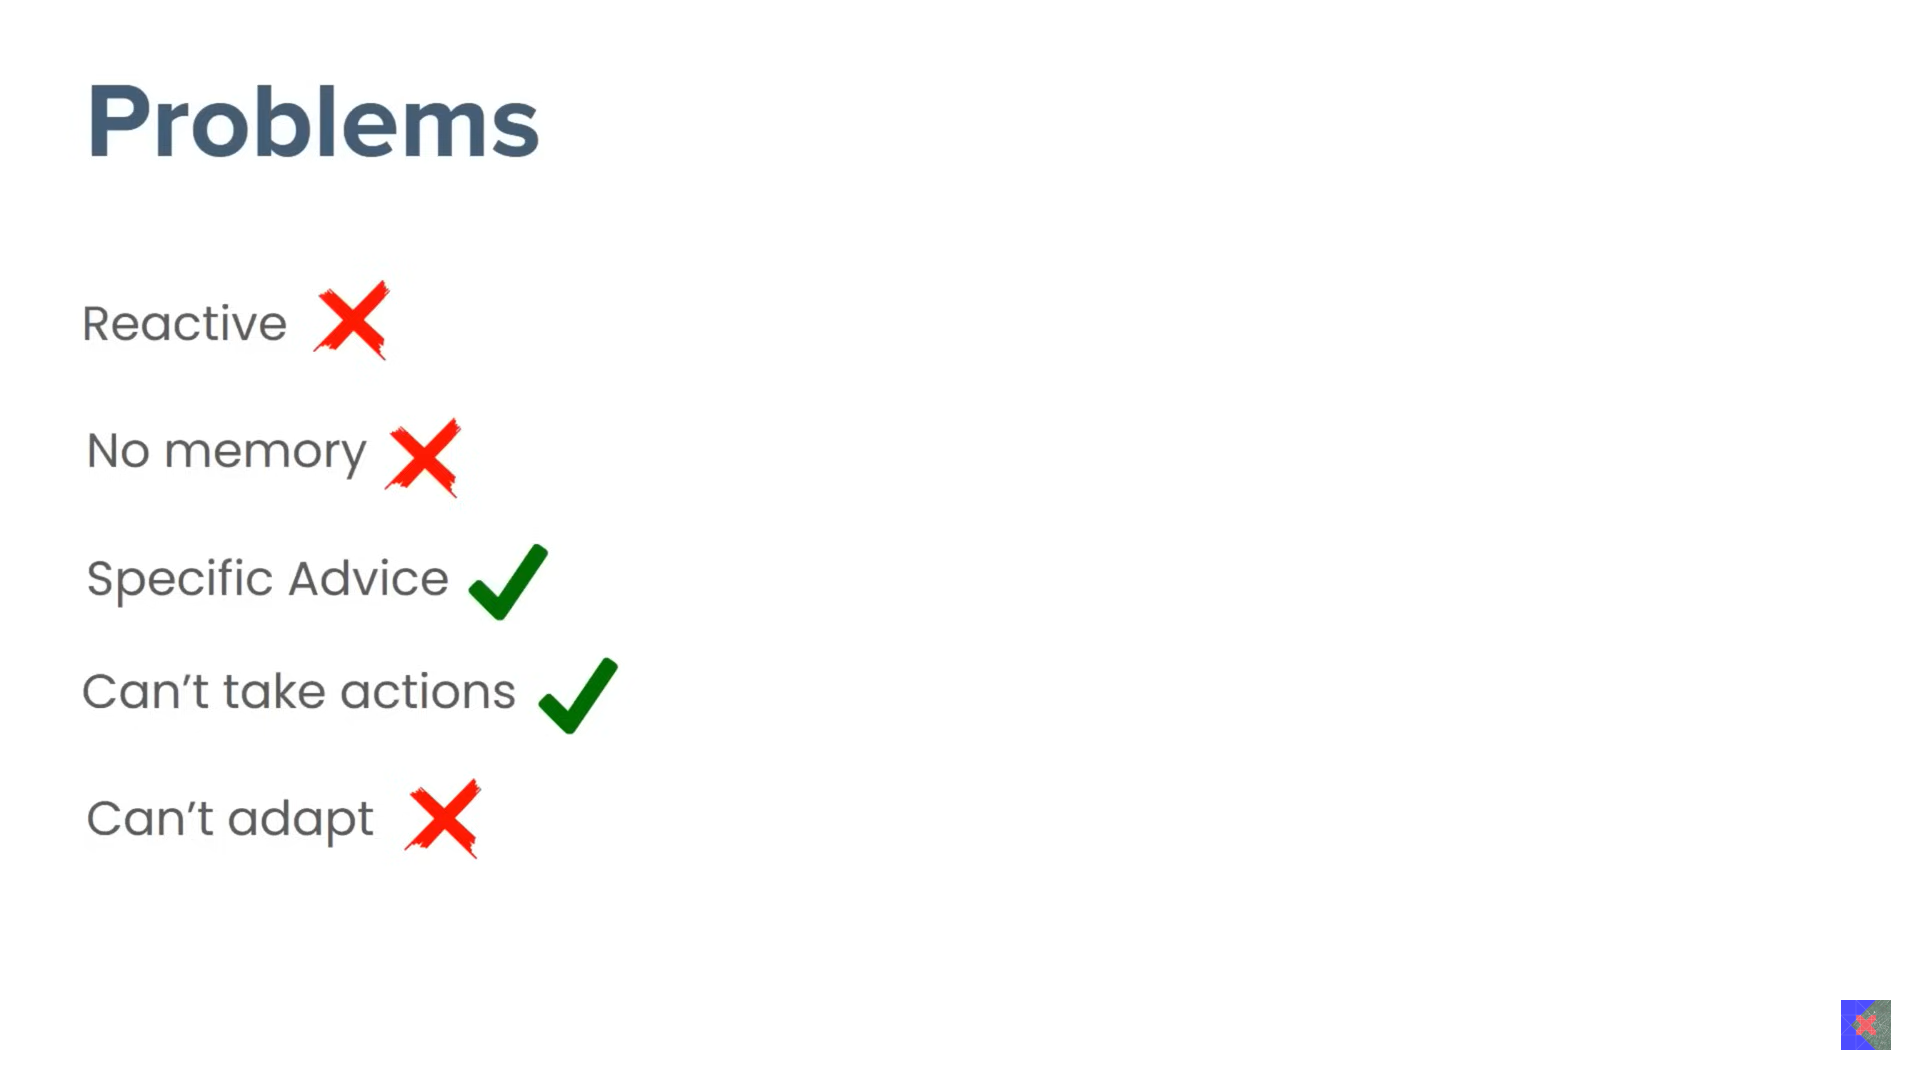 Problems
Reactive
No memory
Specific Advice
Can’t take actions
Can’t adapt